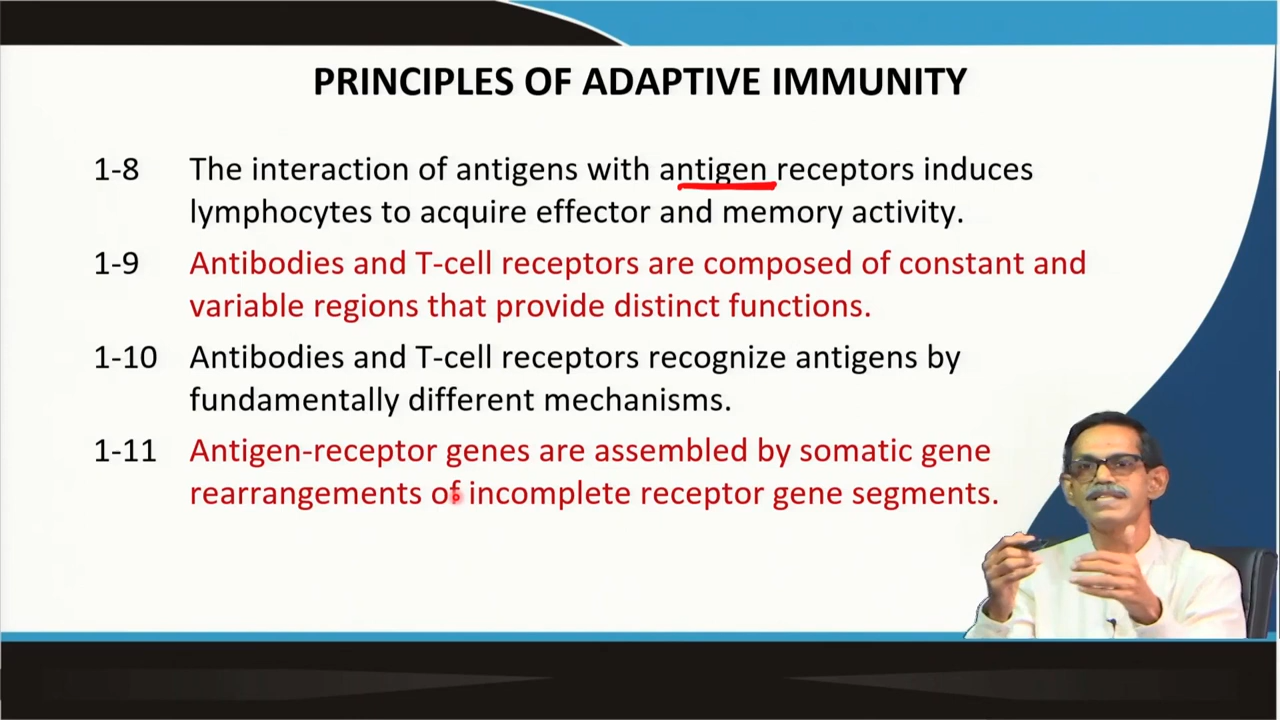 PRINCIPLES OF ADAPTIVE IMMUNITY
1-8 The interaction of antigens with antigen receptors induces
lymphocytes to acquire effector and memory activity.
1-9 Antibodies and T-cell receptors are composed of constant and
variable regions that provide distinct functions.
1-10 Antibodies and T-cell receptors recognize antigens by
fundamentally different mechanisms.
1-11 Antigen-receptor genes are assembled by somatic gene
rearrangements of incomplete receptor gene segments.